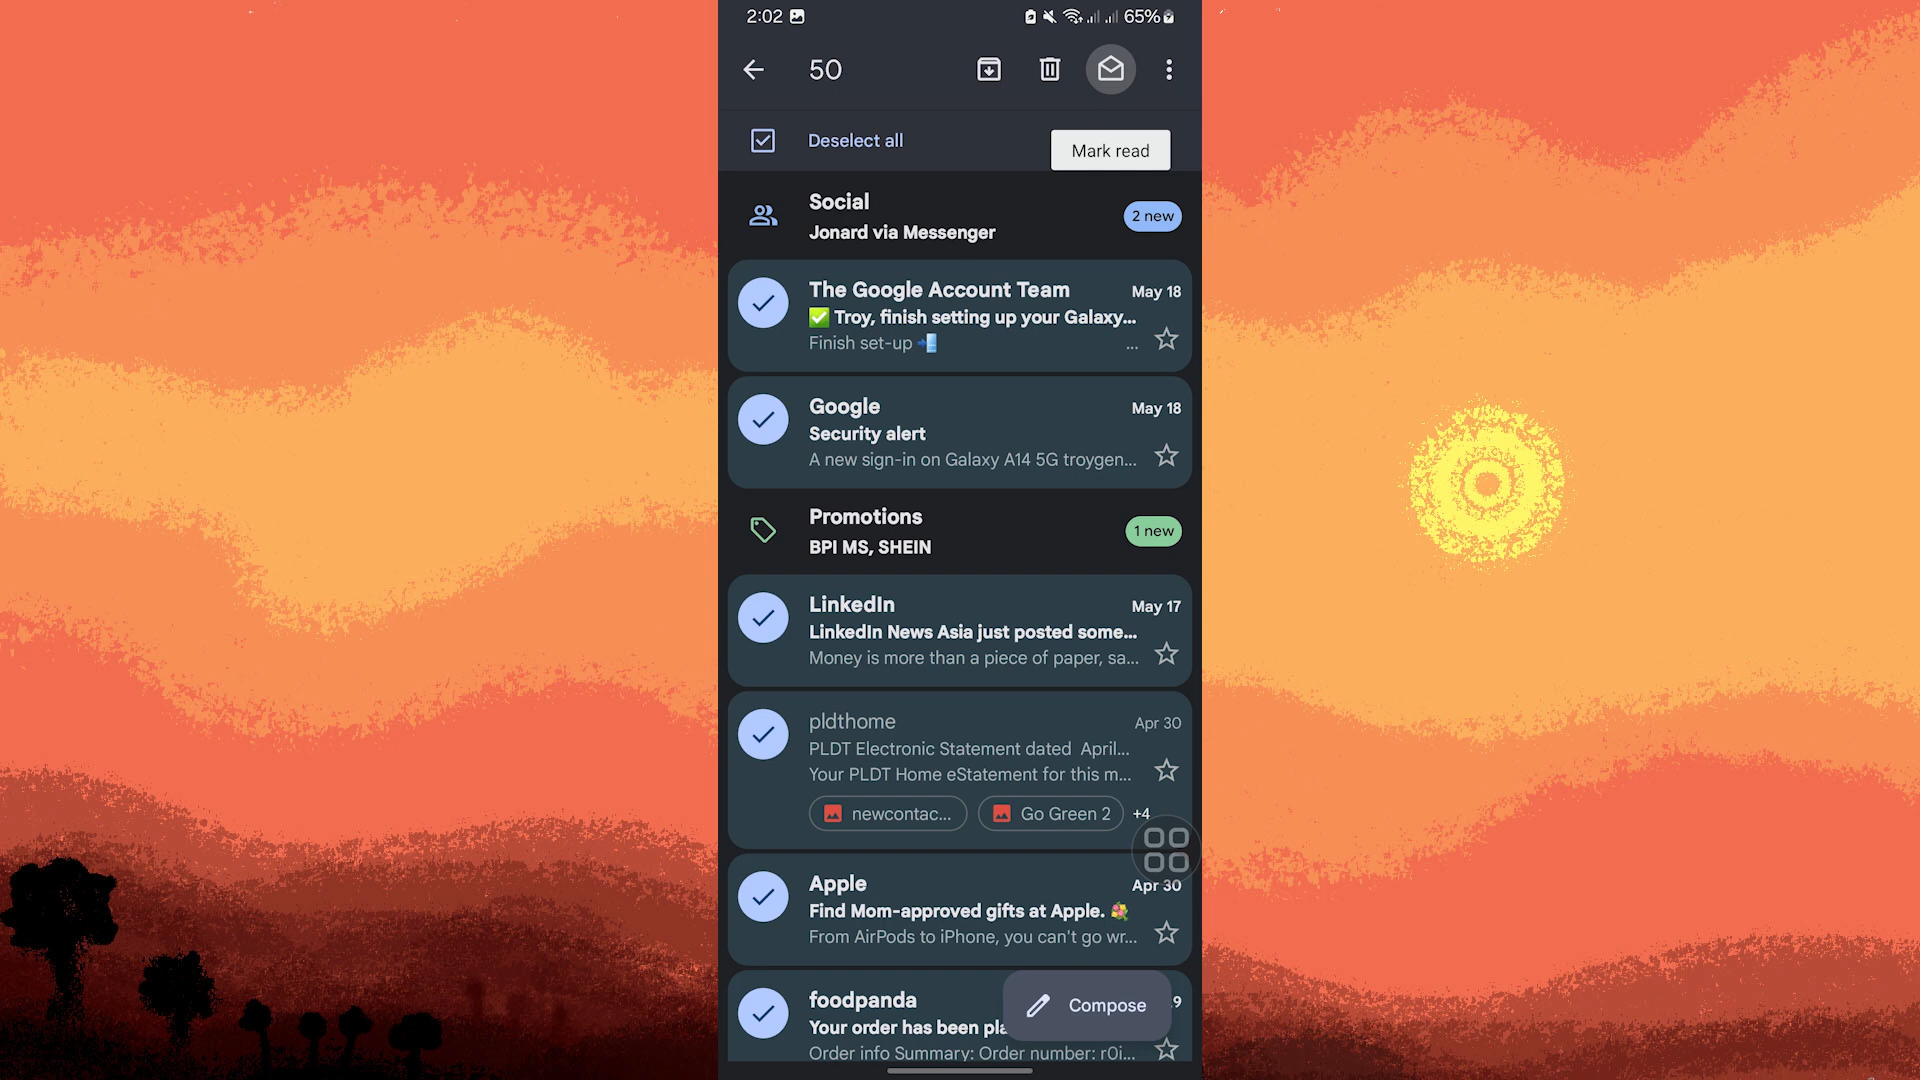 2:02 65%
50
Deselect all
Mark read
Social
2 new
Jonard via Messenger
The Google Account Team May 18
✅ Troy, finish setting up your Galaxy...
Finish set-up 📲 ...
Google May 18
Security alert
A new sign-in on Galaxy A14 5G troygen...
Promotions
1 new
BPI MS, SHEIN
LinkedIn May 17
LinkedIn News Asia just posted some...
Money is more than a piece of paper, sa...
pldthome Apr 30
PLDT Electronic Statement dated April...
Your PLDT Home eStatement for this m...
newcontac... Go Green 2 +4
Apple Apr 30
Find Mom-approved gifts at Apple. 💐
From AirPods to iPhone, you can't go wr...
foodpanda
Compose
Your order has been pla
Order info Summary: Order number: r0i...